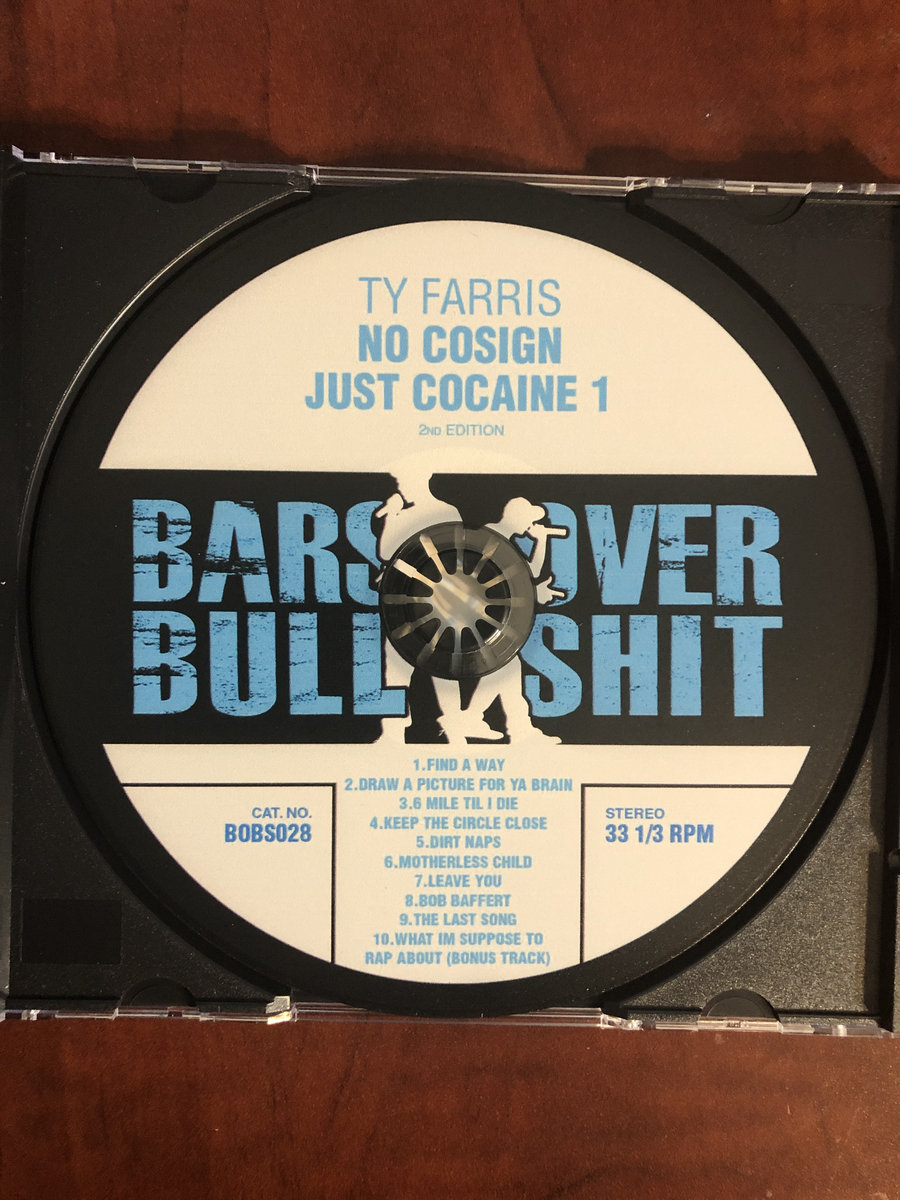 TY FARRIS
NO COSIGN
JUST COCAINE 1
2ND EDITION
BARS OVER
BULLSHIT
1.FIND A WAY
2.DRAW A PICTURE FOR YA BRAIN
3.6 MILE TIL I DIE
4.KEEP THE CIRCLE CLOSE
5.DIRT NAPS
6.MOTHERLESS CHILD
7.LEAVE YOU
8.BOB BAFFERT
9.THE LAST SONG
10.WHAT IM SUPPOSE TO
RAP ABOUT (BONUS TRACK)
CAT. NO.
BOBS028
STEREO
33 1/3 RPM